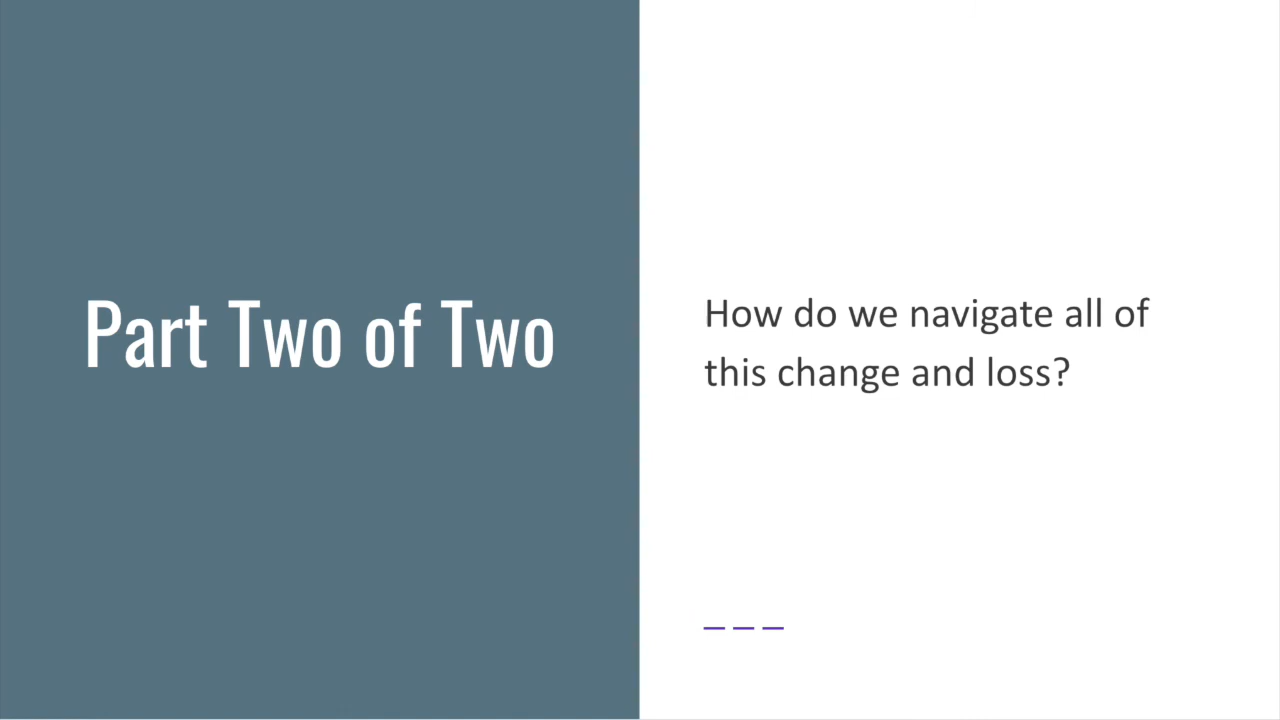 Part Two of Two
How do we navigate all of
this change and loss?
_ _ _